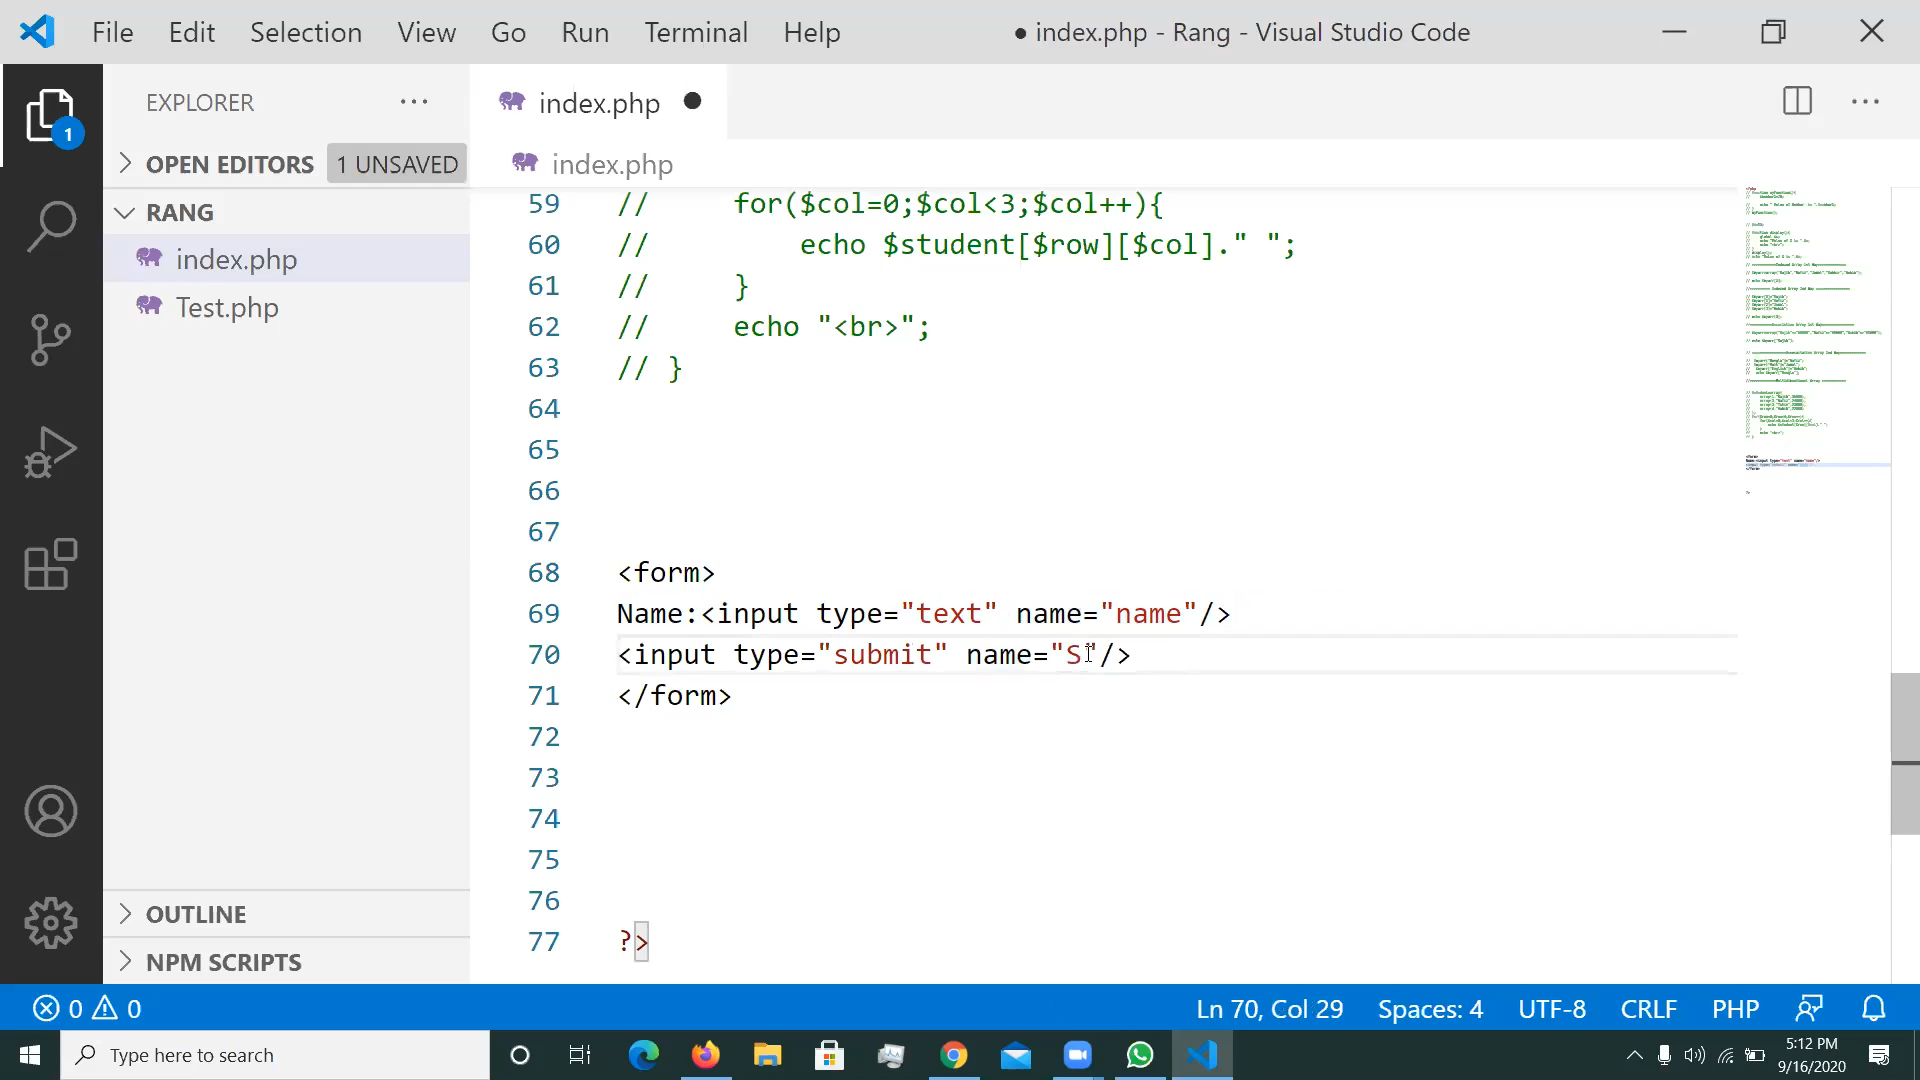 File Edit Selection View Go Run Terminal Help ● index.php - Rang - Visual Studio Code
EXPLORER ··· index.php ●
OPEN EDITORS 1 UNSAVED index.php
RANG
index.php
Test.php
OUTLINE
NPM SCRIPTS
1
59 //     for($col=0;$col<3;$col++){
60 //         echo $student[$row][$col]." ";
61 //     }
62 //     echo "<br>";
63 // }
64
65
66
67
68 <form>
69 Name:<input type="text" name="name"/>
70 <input type="submit" name="S"/>
71 </form>
72
73
74
75
76
77 ?>
0 0 Ln 70, Col 29 Spaces: 4 UTF-8 CRLF PHP
Type here to search
5:12 PM
9/16/2020